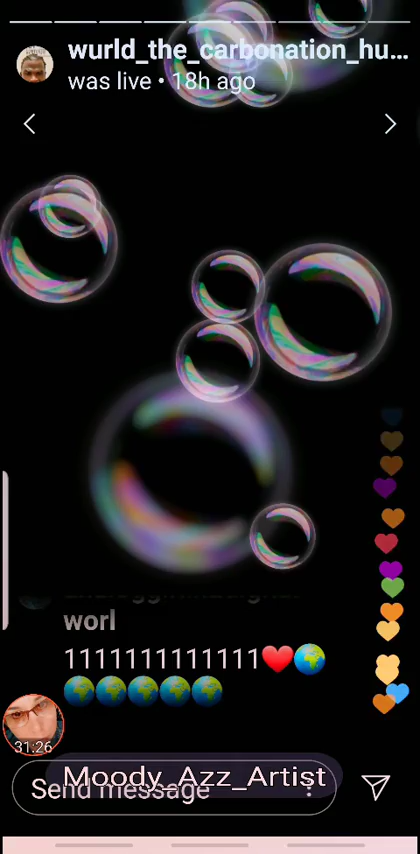 wurld_the_carbonation_hu...
was live • 18h ago
worl
1111111111111❤️🌍
🌍🌍🌍🌍🌍
31:26
Moody_Azz_Artist
Send message